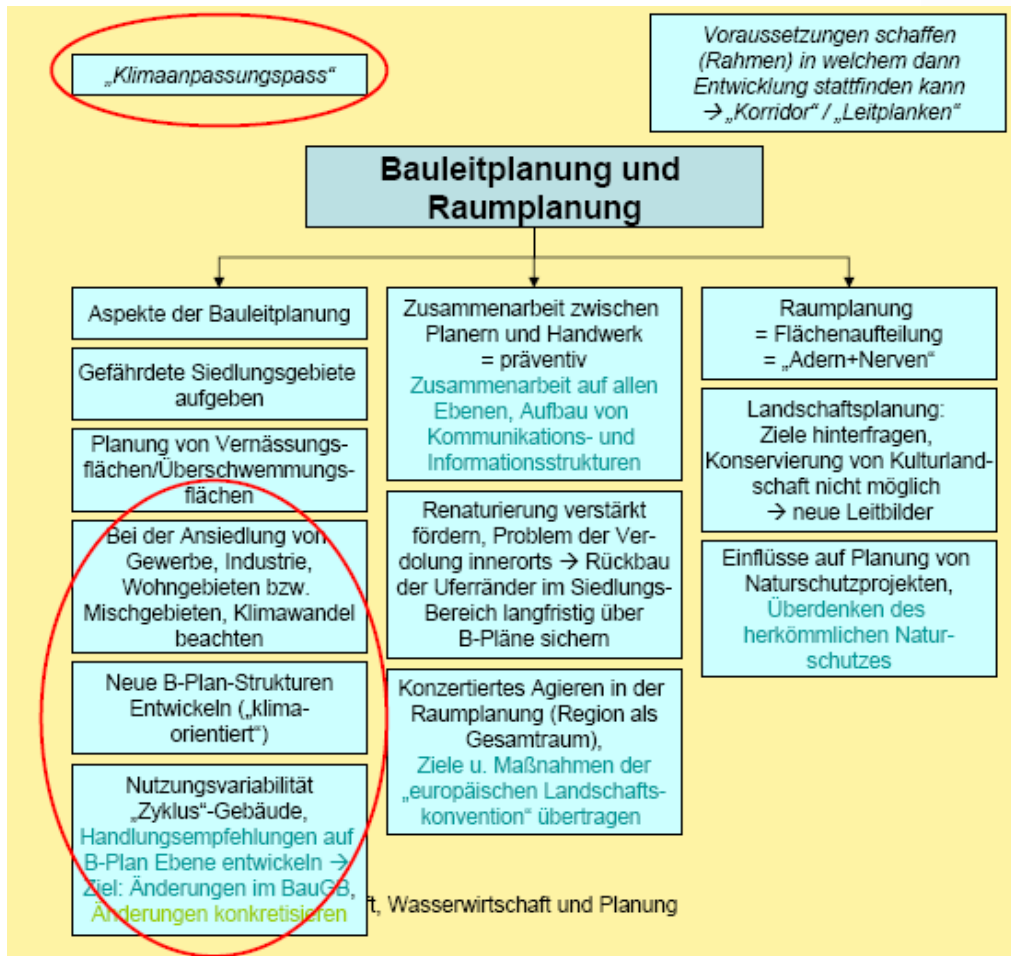 „Klimaanpassungspass“
Voraussetzungen schaffen
(Rahmen) in welchem dann
Entwicklung stattfinden kann
→ „Korridor“ / „Leitplanken“
Bauleitplanung und
Raumplanung
Aspekte der Bauleitplanung
Gefährdete Siedlungsgebiete
aufgeben
Planung von Vernässungs-
flächen/Überschwemmungs-
flächen
Bei der Ansiedlung von
Gewerbe, Industrie,
Wohngebieten bzw.
Mischgebieten, Klimawandel
beachten
Neue B-Plan-Strukturen
Entwickeln („klima-
orientiert“)
Nutzungsvariabilität
„Zyklus“-Gebäude,
Handlungsempfehlungen auf
B-Plan Ebene entwickeln →
Ziel: Änderungen im BauGB,
Änderungen konkretisieren
Zusammenarbeit zwischen
Planern und Handwerk
= präventiv
Zusammenarbeit auf allen
Ebenen, Aufbau von
Kommunikations- und
Informationsstrukturen
Renaturierung verstärkt
fördern, Problem der Ver-
dolung innerorts → Rückbau
der Uferränder im Siedlungs-
Bereich langfristig über
B-Pläne sichern
Konzertiertes Agieren in der
Raumplanung (Region als
Gesamtraum),
Ziele u. Maßnahmen der
„europäischen Landschafts-
konvention“ übertragen
Raumplanung
= Flächenaufteilung
= „Adern+Nerven“
Landschaftsplanung:
Ziele hinterfragen,
Konservierung von Kulturland-
schaft nicht möglich
→ neue Leitbilder
Einflüsse auf Planung von
Naturschutzprojekten,
Überdenken des
herkömmlichen Natur-
schutzes
ft, Wasserwirtschaft und Planung